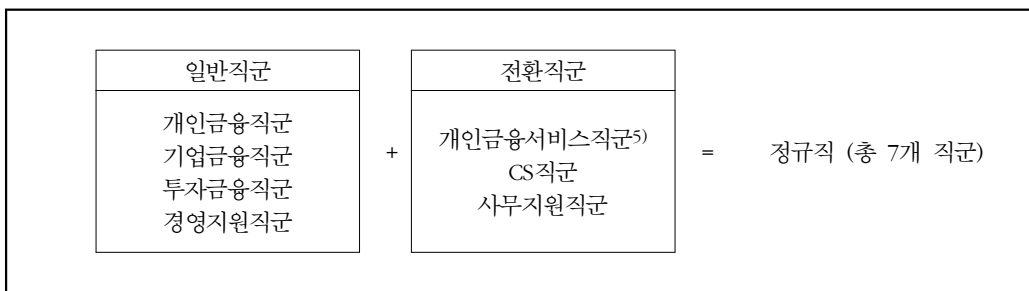 일반직군
개인금융직군
기업금융직군
투자금융직군
경영지원직군
+
전환직군
개인금융서비스직군5)
CS직군
사무지원직군
=
정규직 (총 7개 직군)